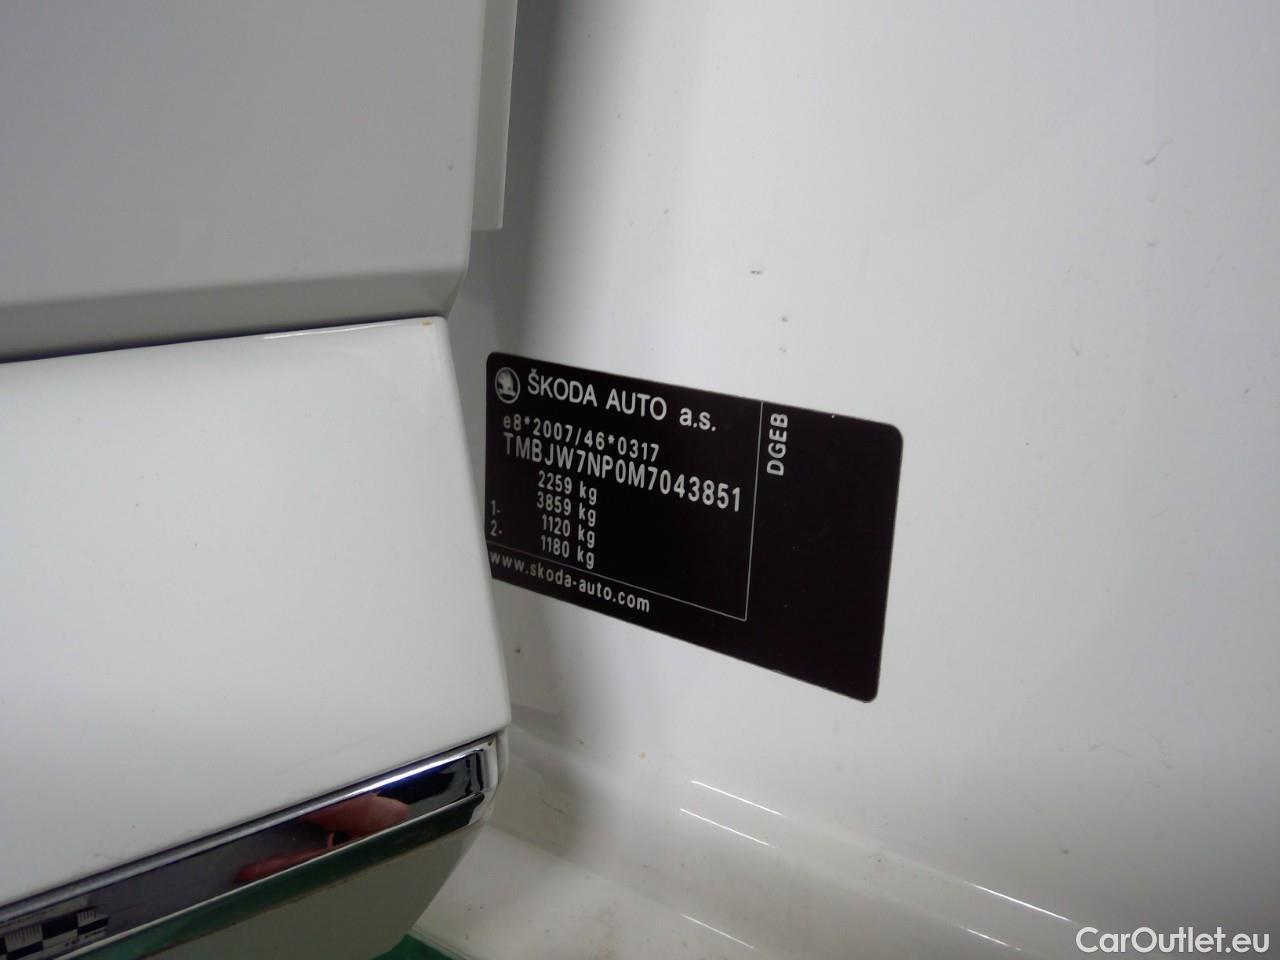 ŠKODA AUTO a.s.
e8*2007/46*0317
TMBJW7NP0M7043851
2259 kg
3859 kg
1- 1120 kg
2- 1180 kg
www.skoda-auto.com
DGEB
CarOutlet.eu